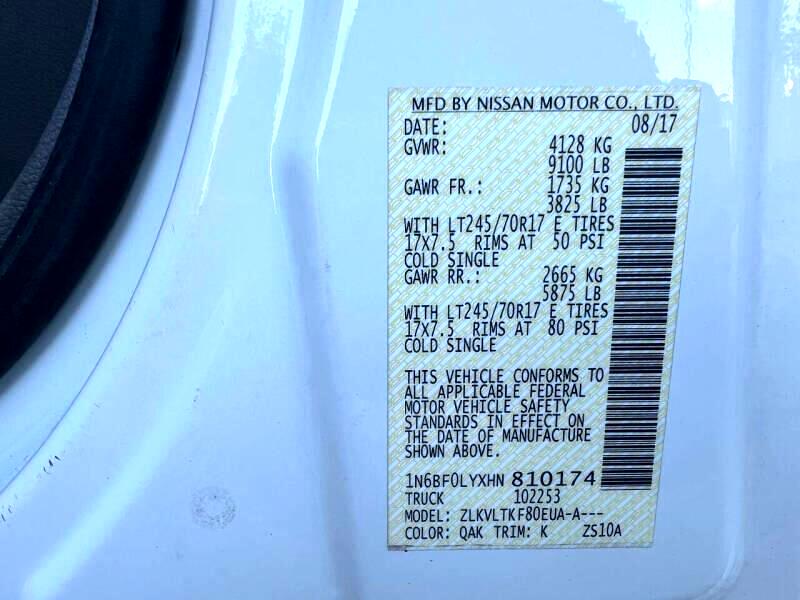 MFD BY NISSAN MOTOR CO., LTD.
DATE: 08/17
GVWR: 4128 KG
9100 LB
GAWR FR.: 1735 KG
3825 LB
WITH LT245/70R17 E TIRES
17X7.5 RIMS AT 50 PSI
COLD SINGLE
GAWR RR.: 2665 KG
5875 LB
WITH LT245/70R17 E TIRES
17X7.5 RIMS AT 80 PSI
COLD SINGLE
THIS VEHICLE CONFORMS TO
ALL APPLICABLE FEDERAL
MOTOR VEHICLE SAFETY
STANDARDS IN EFFECT ON
THE DATE OF MANUFACTURE
SHOWN ABOVE.
1N6BF0LYXHN810174
TRUCK 102253
MODEL: ZLKVLTKF80EUA-A---
COLOR: QAK TRIM: K ZS10A